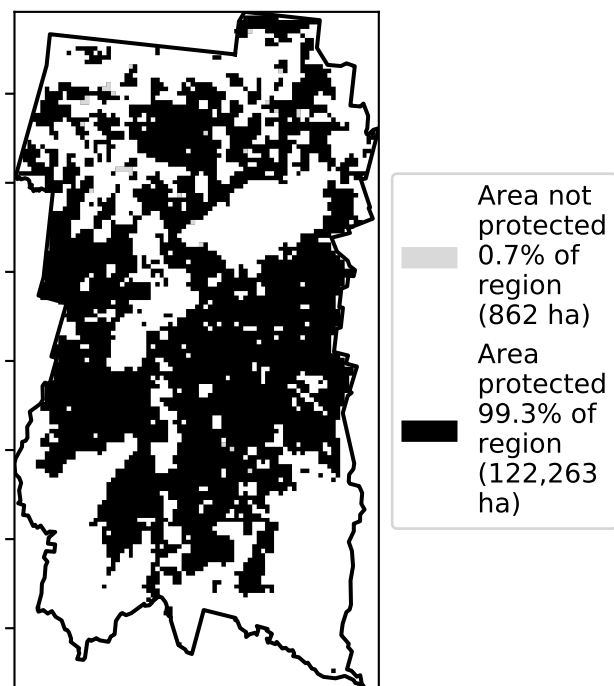 Area not
protected
0.7% of
region
(862 ha)
Area
protected
99.3% of
region
(122,263
ha)